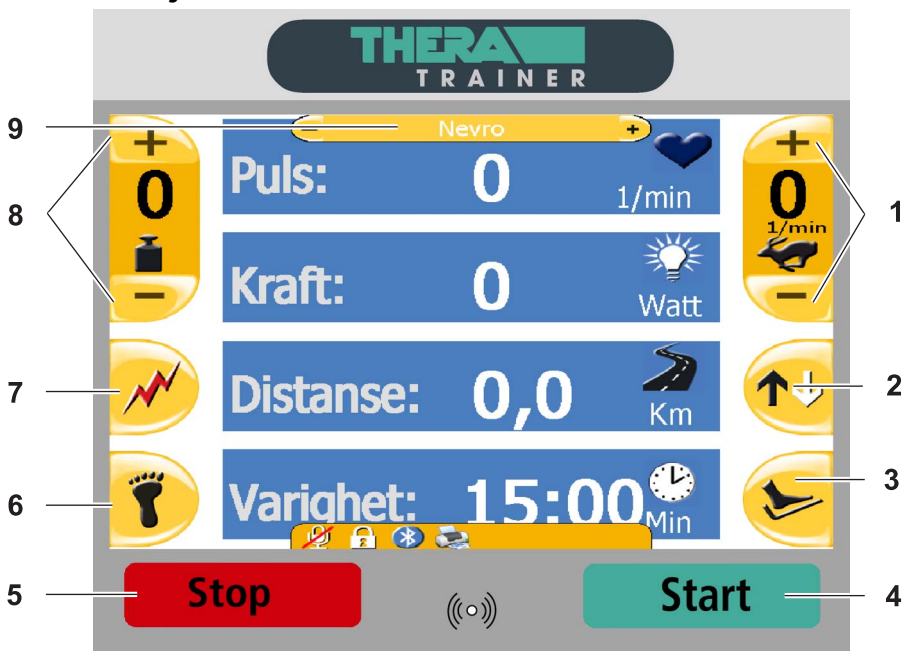 THERA
TRAINER
9
− Nevro +
+
0
−
8
Puls: 0 1/min
+
0
1/min
−
1
Kraft: 0 Watt
7
Distanse: 0,0 Km
2
6
Varighet: 15:00 Min
3
5
Stop
Start
4